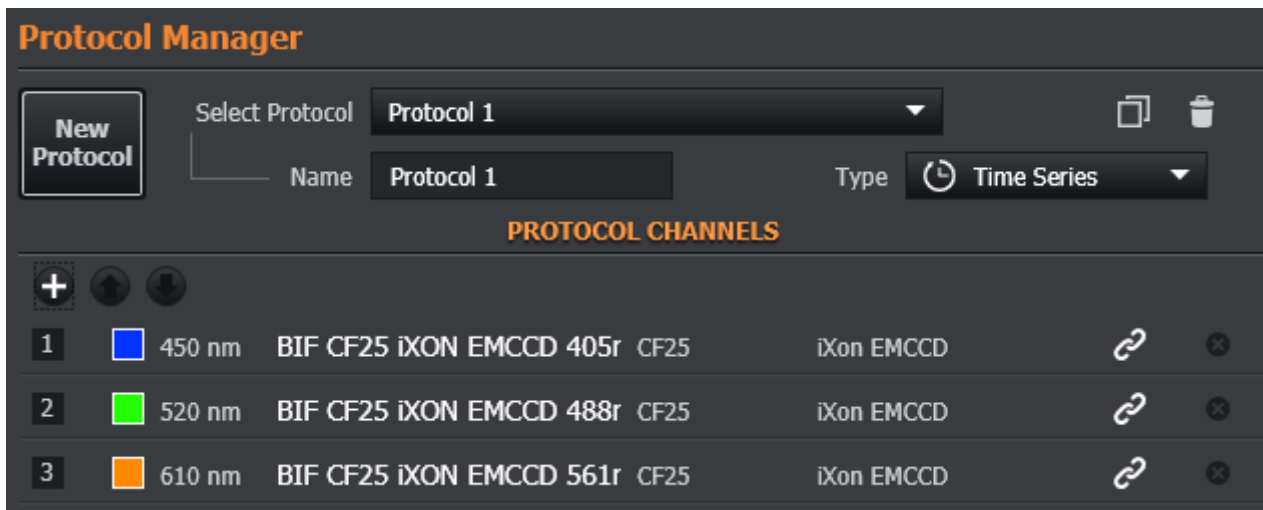 Protocol Manager
New Protocol
Select Protocol Protocol 1
Name Protocol 1 Type Time Series
PROTOCOL CHANNELS
1 450 nm BIF CF25 iXON EMCCD 405r CF25 iXon EMCCD
2 520 nm BIF CF25 iXON EMCCD 488r CF25 iXon EMCCD
3 610 nm BIF CF25 iXON EMCCD 561r CF25 iXon EMCCD